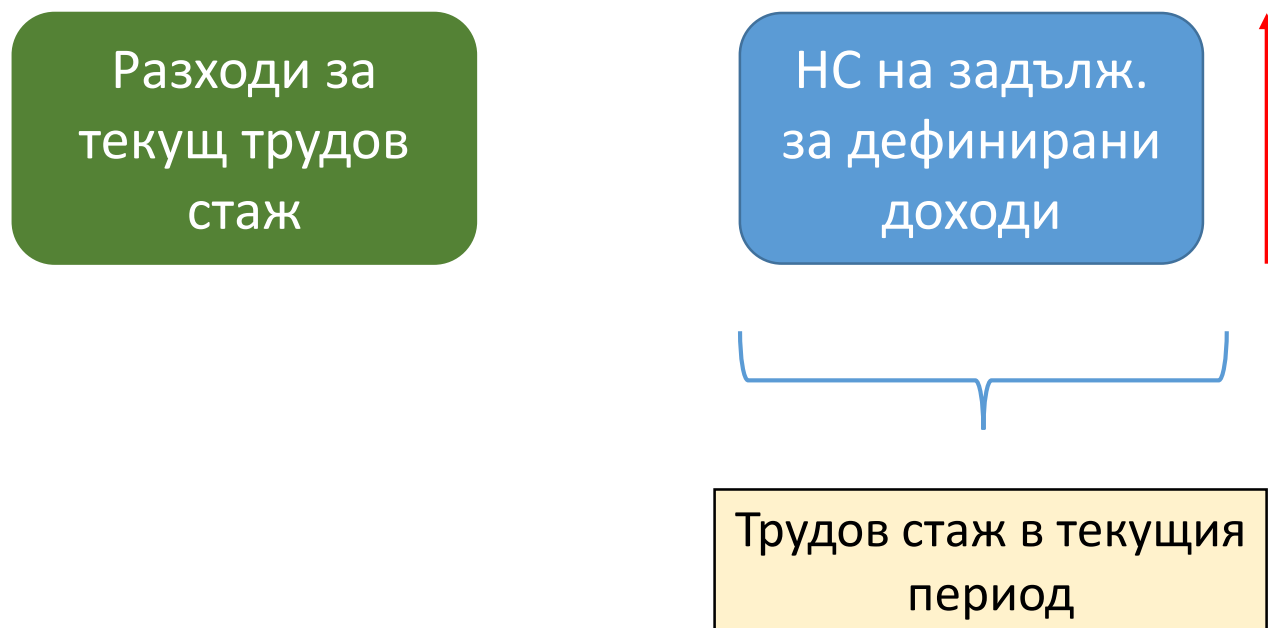 Разходи за
текущ трудов
стаж
НС на задълж.
за дефинирани
доходи
Трудов стаж в текущия
период